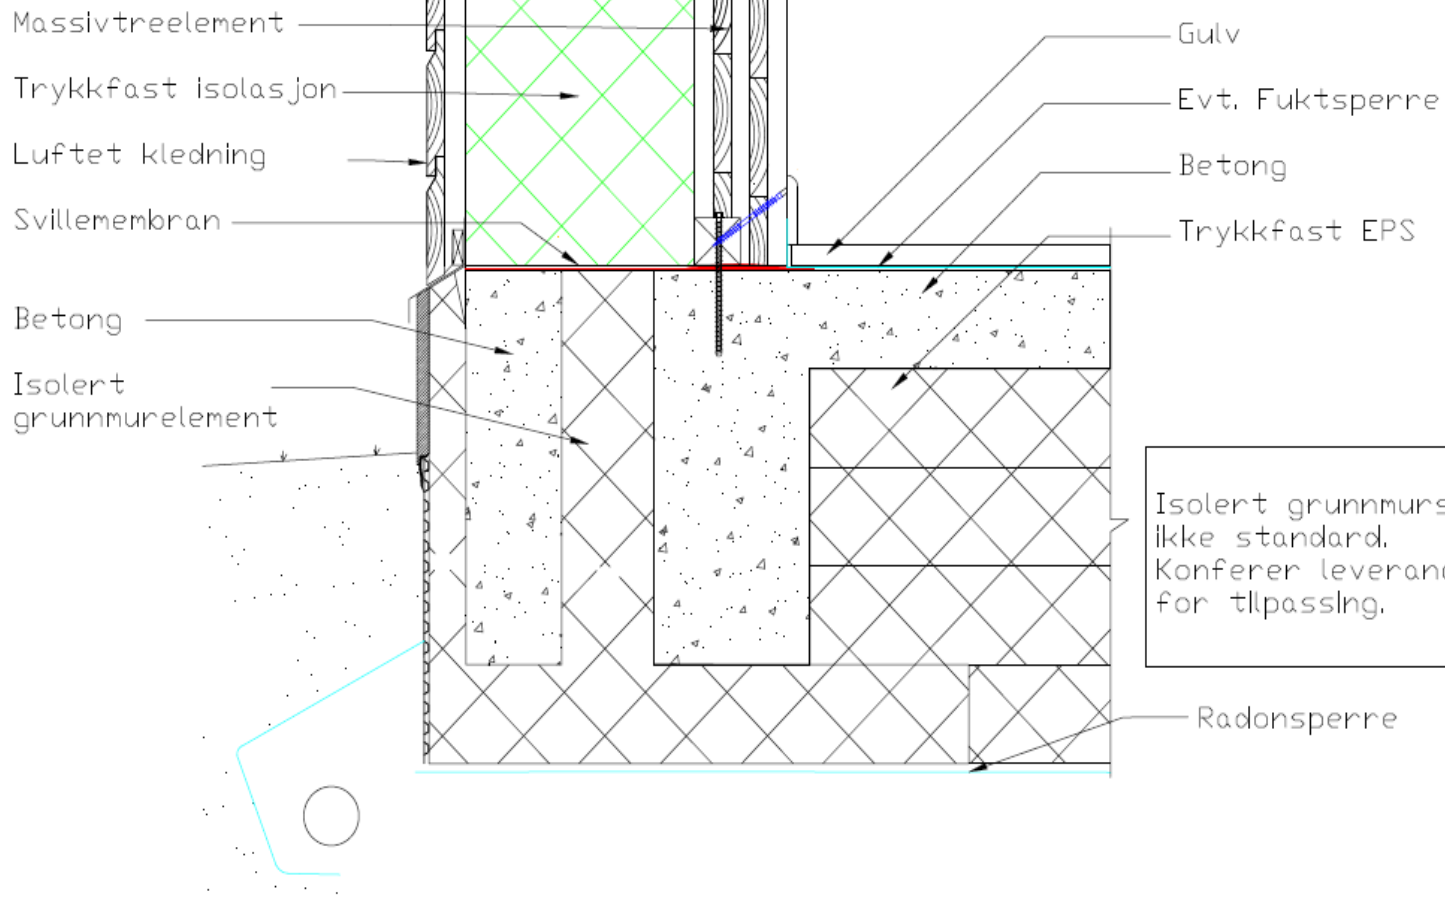 Massivtreelement
Trykkfast isolasjon
Luftet kledning
Svillemembran
Betong
Isolert
grunnmurelement
Gulv
Evt. Fuktsperre
Betong
Trykkfast EPS
Isolert grunnmurs
ikke standard.
Konferer leveran
for tilpassing.
Radonsperre